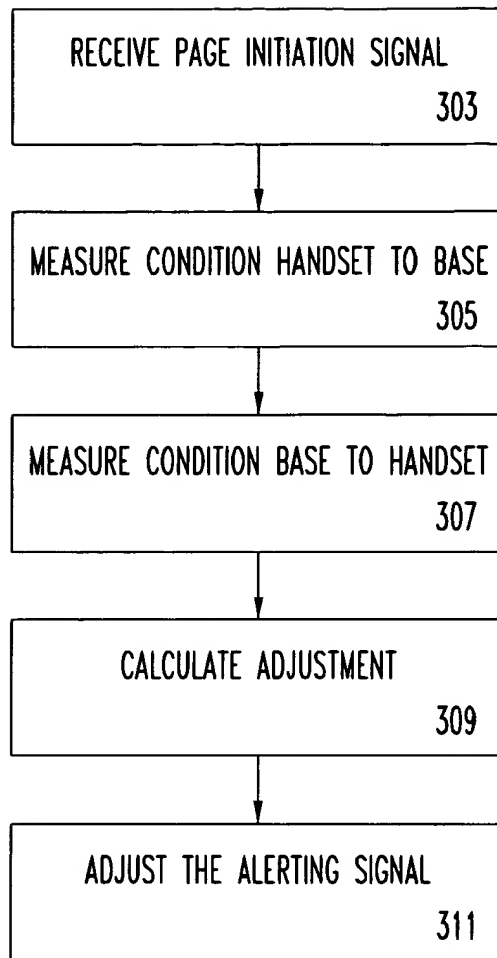 RECEIVE PAGE INITIATION SIGNAL
303
MEASURE CONDITION HANDSET TO BASE
305
MEASURE CONDITION BASE TO HANDSET
307
CALCULATE ADJUSTMENT
309
ADJUST THE ALERTING SIGNAL
311